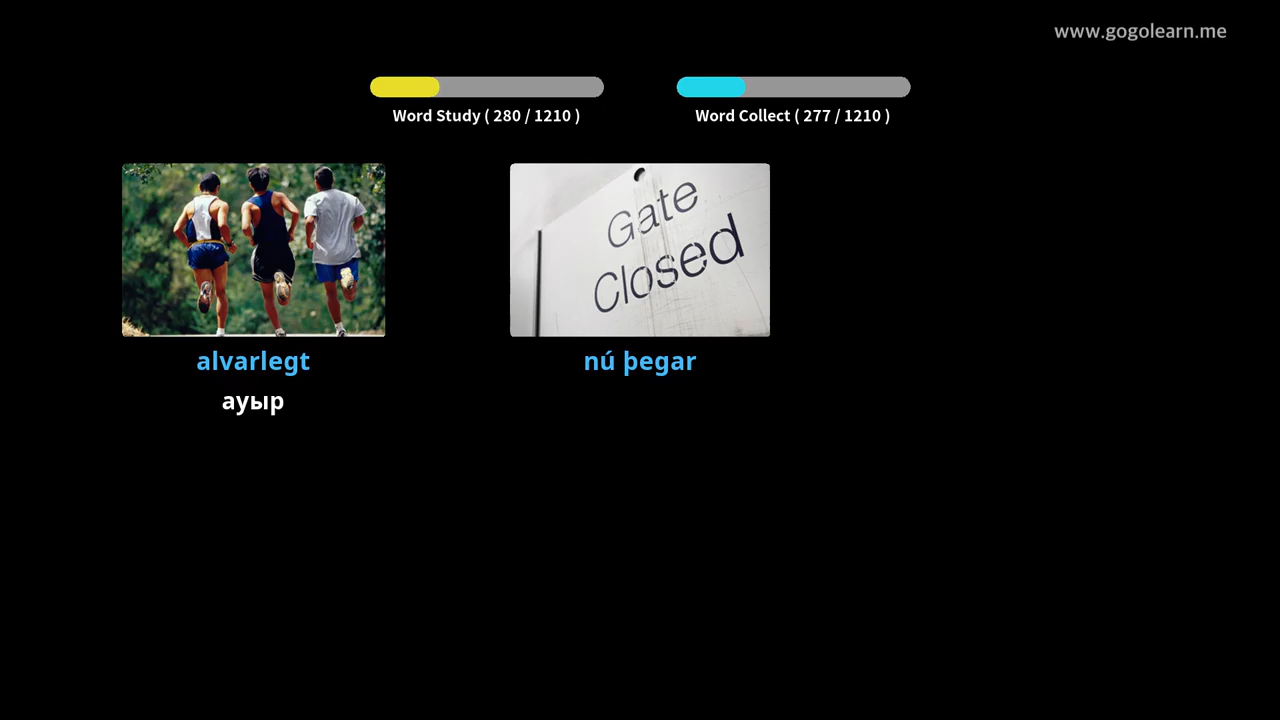 www.gogolearn.me
Word Study ( 280 / 1210 )
Word Collect ( 277 / 1210 )
Gate
Closed
alvarlegt
nú þegar
ауыр